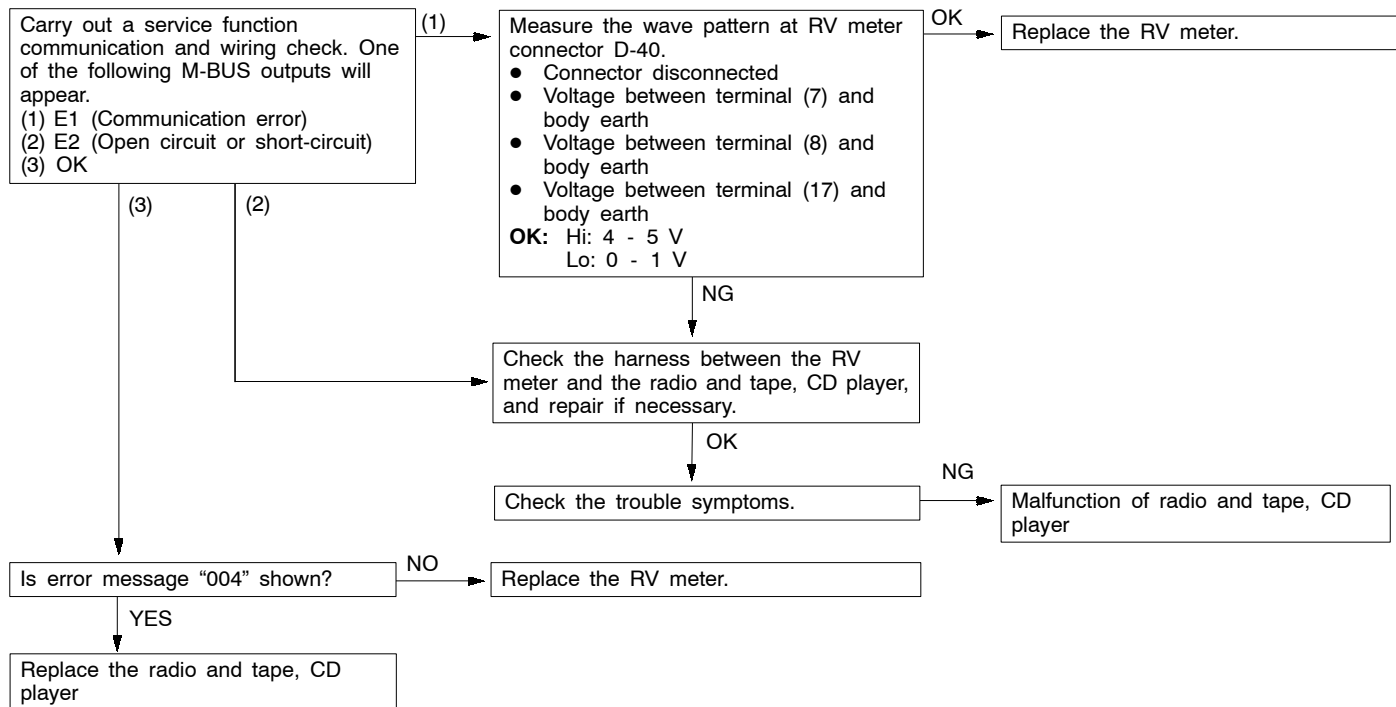 Carry out a service function
communication and wiring check. One
of the following M-BUS outputs will
appear.
(1) E1 (Communication error)
(2) E2 (Open circuit or short-circuit)
(3) OK
(1)
Measure the wave pattern at RV meter
connector D-40.
● Connector disconnected
● Voltage between terminal (7) and
body earth
● Voltage between terminal (8) and
body earth
● Voltage between terminal (17) and
body earth
OK: Hi: 4 - 5 V
Lo: 0 - 1 V
OK
Replace the RV meter.
(3)
(2)
NG
Check the harness between the RV
meter and the radio and tape, CD player,
and repair if necessary.
OK
Check the trouble symptoms.
NG
Malfunction of radio and tape, CD
player
Is error message “004” shown?
NO
Replace the RV meter.
YES
Replace the radio and tape, CD
player